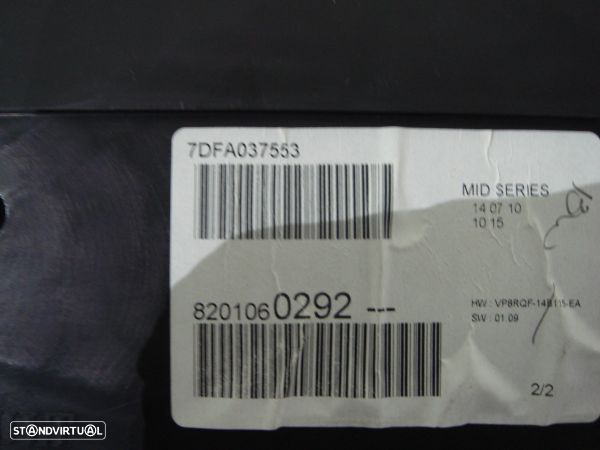 7DFA037553
MID SERIES
14 07 10
10 15
8201060292 ---
HW : VP8RQF-14B115-EA
SW : 01.09
2/2
STANDVIRTUAL